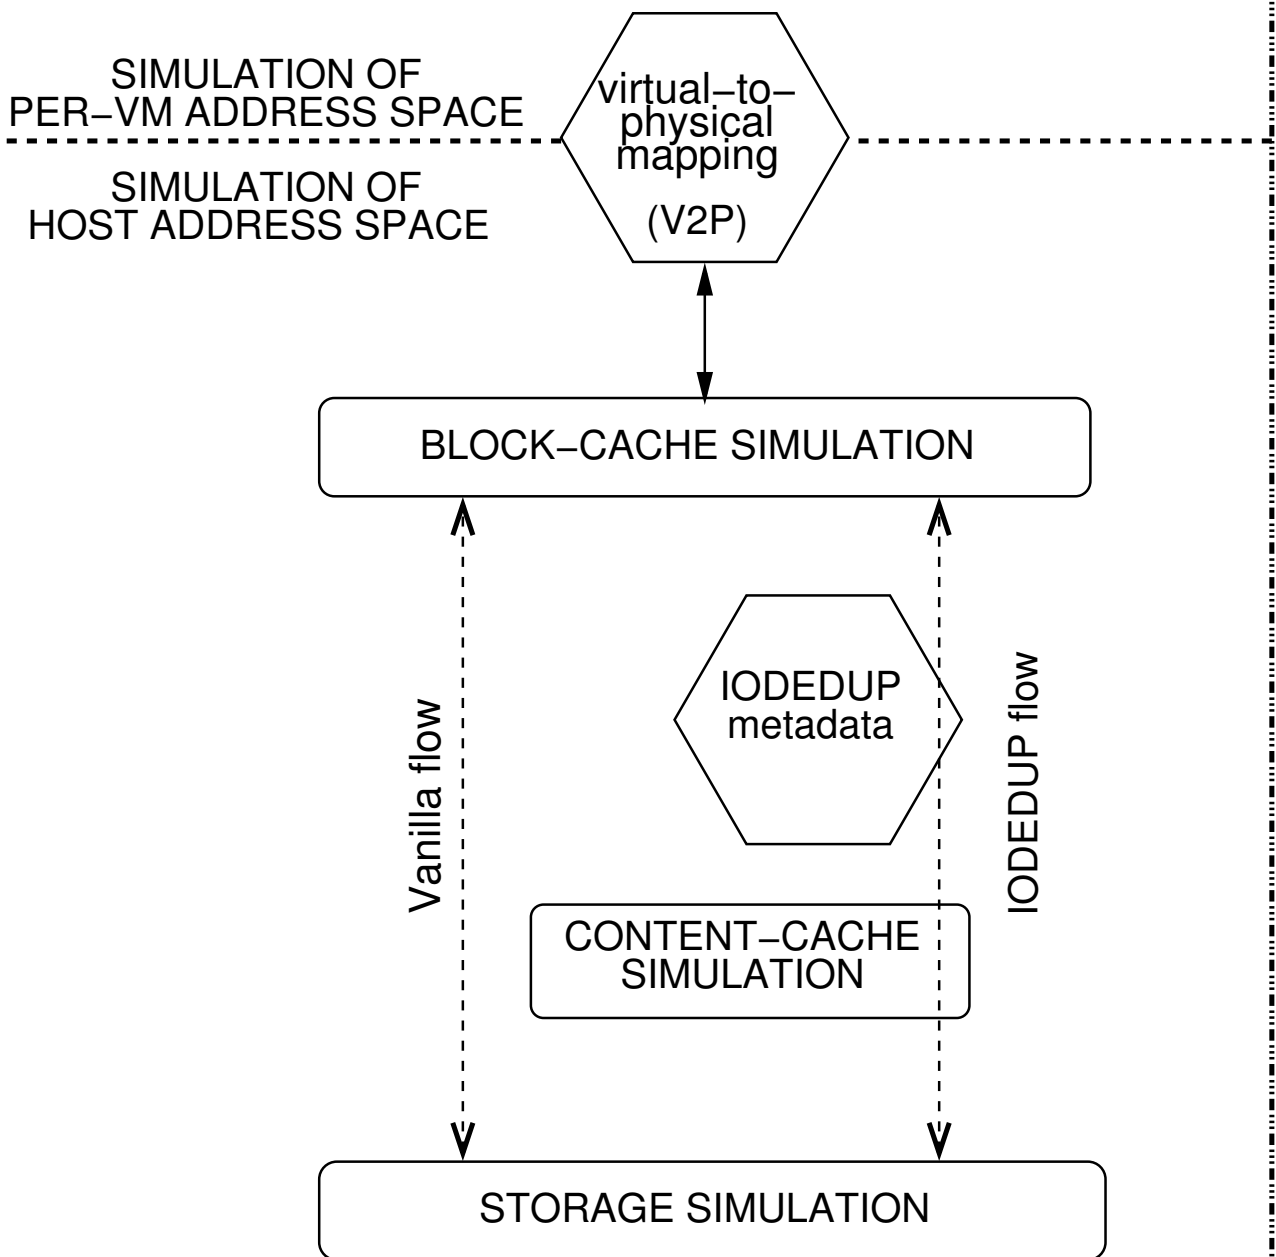 SIMULATION OF
PER−VM ADDRESS SPACE
virtual−to−
physical
mapping
(V2P)
SIMULATION OF
HOST ADDRESS SPACE
BLOCK−CACHE SIMULATION
Vanilla flow
IODEDUP
metadata
IODEDUP flow
CONTENT−CACHE
SIMULATION
STORAGE SIMULATION